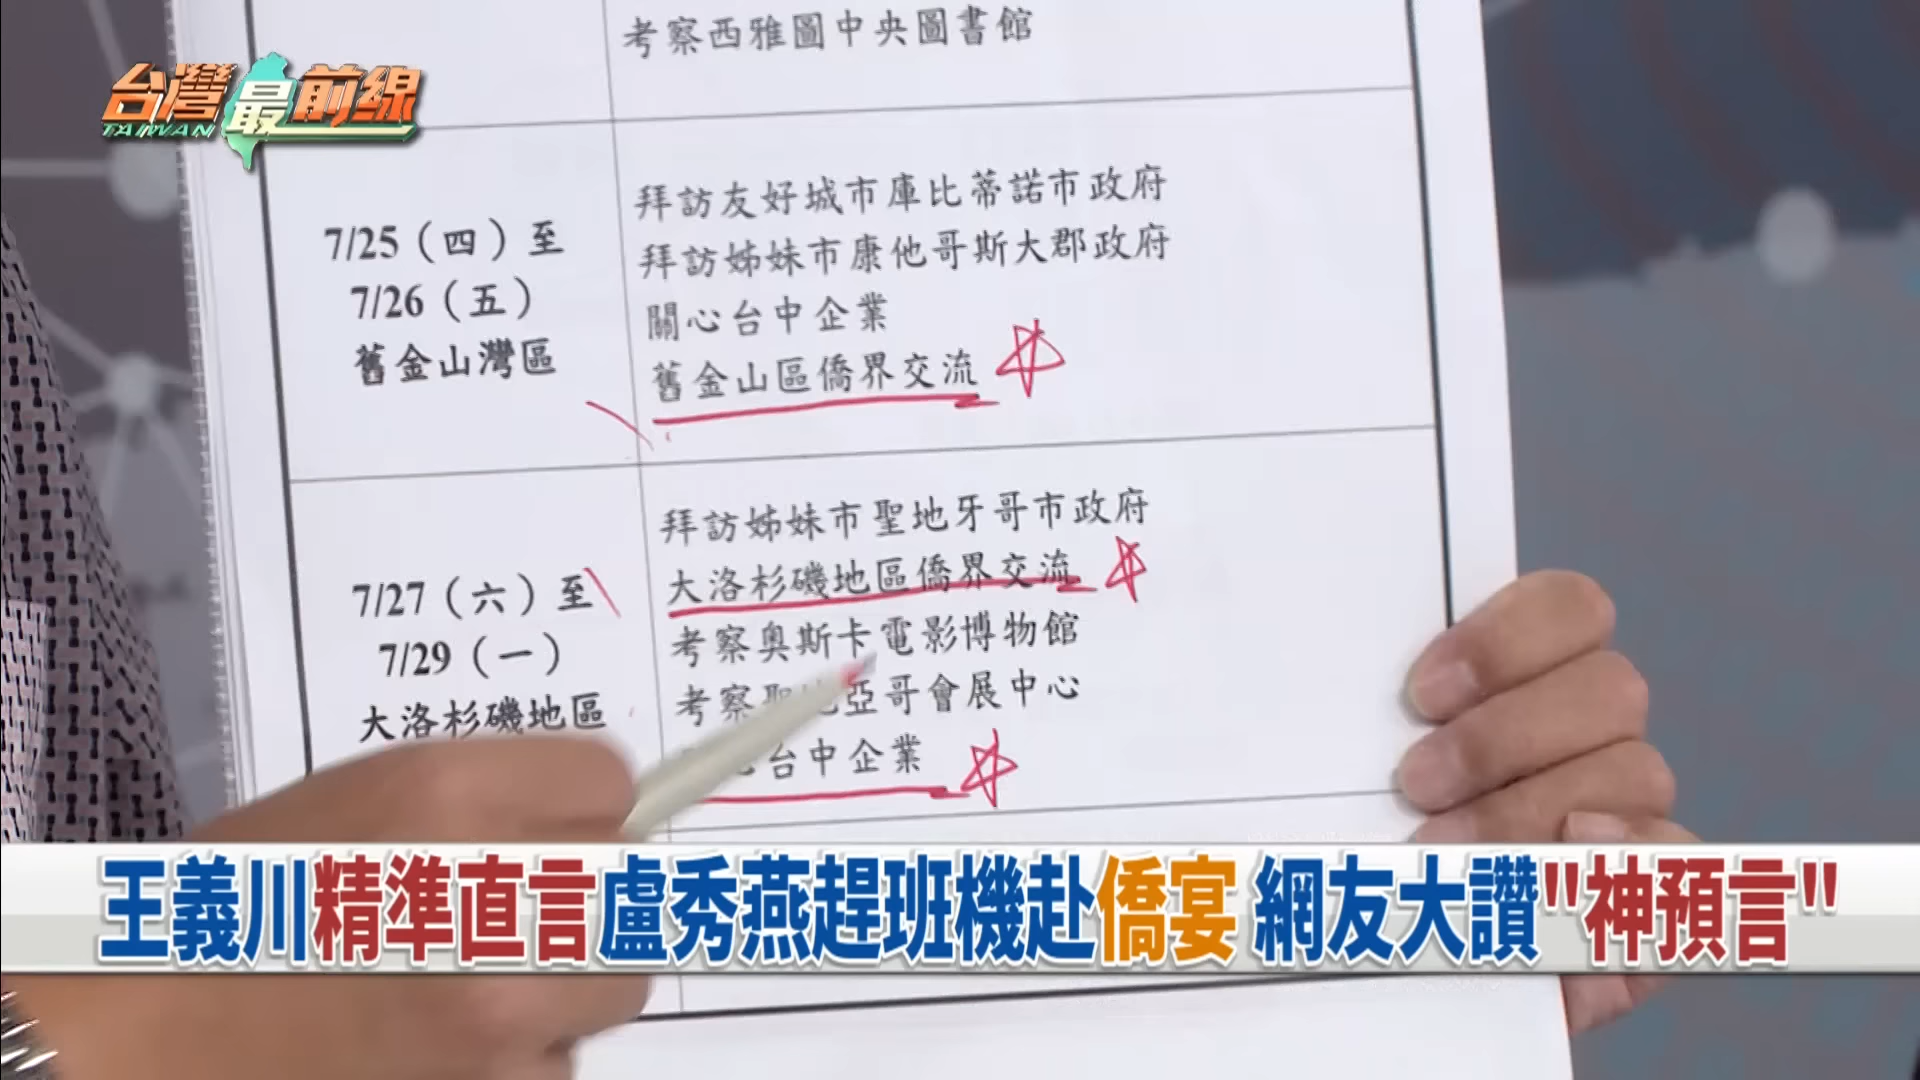 台灣最前線
TAIWAN
考察西雅圖中央圖書館
7/25（四）至
7/26（五）
舊金山灣區
拜訪友好城市庫比蒂諾市政府
拜訪姊妹市康他哥斯大郡政府
關心台中企業
舊金山區僑界交流
7/27（六）至
7/29（一）
大洛杉磯地區
拜訪姊妹市聖地牙哥市政府
大洛杉磯地區僑界交流
考察奧斯卡電影博物館
考察聖地亞哥會展中心
心台中企業
王義川精準直言盧秀燕趕班機赴僑宴 網友大讚"神預言"